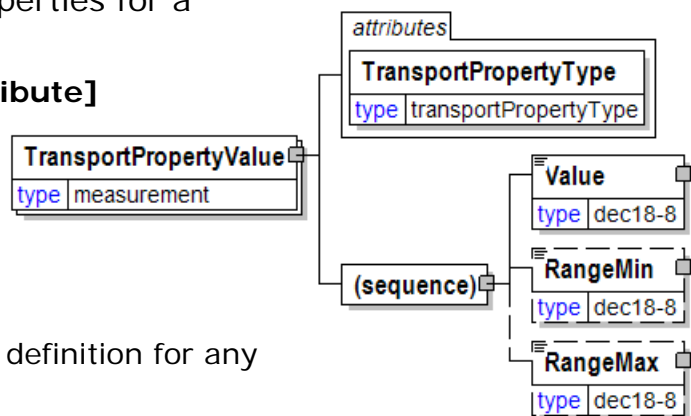 perties for a
ibute]
definition for any
TransportPropertyValue
type measurement
attributes
TransportPropertyType
type transportPropertyType
(sequence)
Value
type dec18-8
RangeMin
type dec18-8
RangeMax
type dec18-8